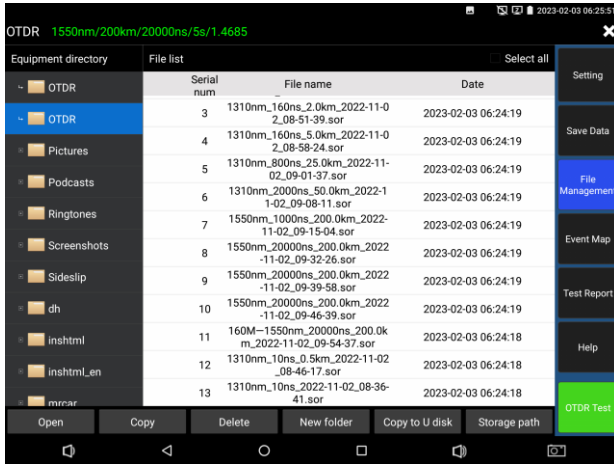 2023-02-03 06:25:51
OTDR 1550nm/200km/20000ns/5s/1.4685
Equipment directory
File list
Select all
OTDR
OTDR
Pictures
Podcasts
Ringtones
Screenshots
Sideslip
dh
inshtml
inshtml_en
mrcar
Serial num File name Date
3 1310nm_160ns_2.0km_2022-11-0
2_08-51-39.sor 2023-02-03 06:24:19
4 1310nm_160ns_5.0km_2022-11-0
2_08-58-24.sor 2023-02-03 06:24:19
5 1310nm_800ns_25.0km_2022-11-
02_09-01-37.sor 2023-02-03 06:24:19
6 1310nm_2000ns_50.0km_2022-1
1-02_09-08-11.sor 2023-02-03 06:24:19
7 1550nm_1000ns_200.0km_2022-
11-02_09-15-04.sor 2023-02-03 06:24:19
8 1550nm_20000ns_200.0km_2022
-11-02_09-32-26.sor 2023-02-03 06:24:19
9 1550nm_20000ns_200.0km_2022
-11-02_09-39-58.sor 2023-02-03 06:24:19
10 1550nm_20000ns_200.0km_2022
-11-02_09-46-39.sor 2023-02-03 06:24:19
11 160M—1550nm_20000ns_200.0k
m_2022-11-02_09-54-37.sor 2023-02-03 06:24:18
12 1310nm_10ns_0.5km_2022-11-02
_08-46-17.sor 2023-02-03 06:24:18
13 1310nm_10ns_2022-11-02_08-36-
41.sor 2023-02-03 06:24:18
Setting
Save Data
File
Management
Event Map
Test Report
Help
OTDR Test
Open Copy Delete New folder Copy to U disk Storage path